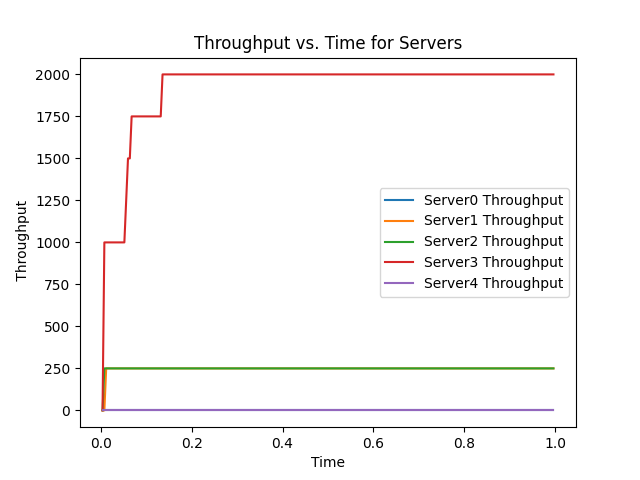 Throughput vs. Time for Servers
Throughput
2000
1750
1500
1250
1000
750
500
250
0
Server0 Throughput
Server1 Throughput
Server2 Throughput
Server3 Throughput
Server4 Throughput
0.0 0.2 0.4 0.6 0.8 1.0
Time